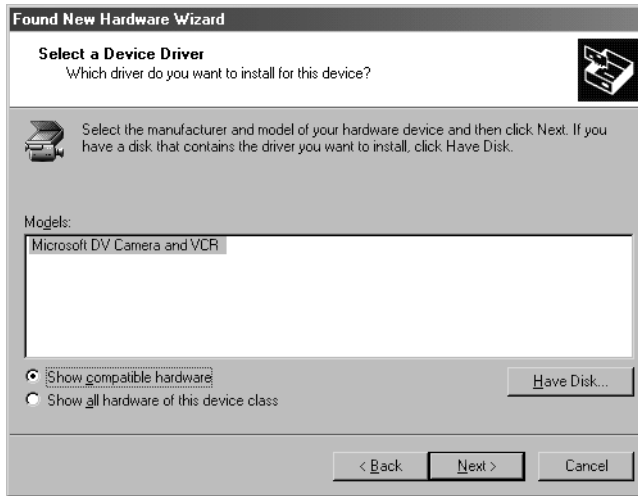 Found New Hardware Wizard
Select a Device Driver
Which driver do you want to install for this device?
Select the manufacturer and model of your hardware device and then click Next. If you
have a disk that contains the driver you want to install, click Have Disk.
Models:
Microsoft DV Camera and VCR
Show compatible hardware
Show all hardware of this device class
Have Disk...
< Back
Next >
Cancel